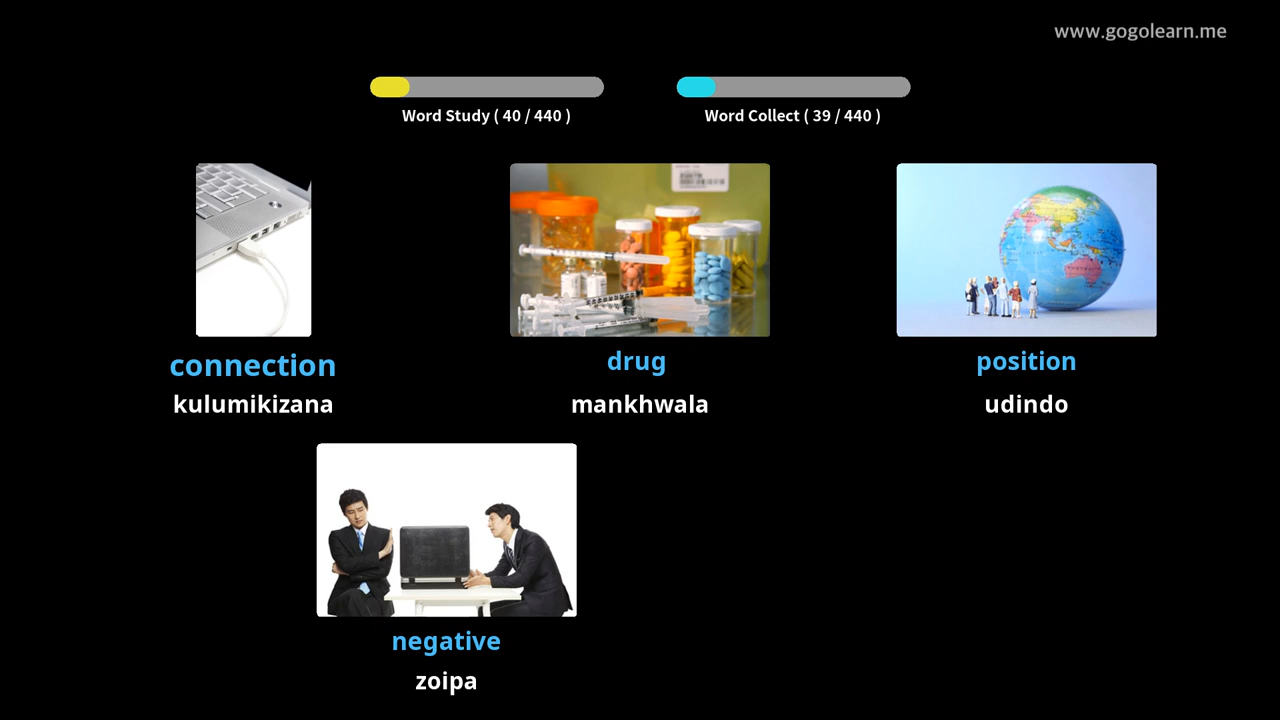 www.gogolearn.me
Word Study ( 40 / 440 )
Word Collect ( 39 / 440 )
connection
kulumikizana
drug
mankhwala
position
udindo
negative
zoipa